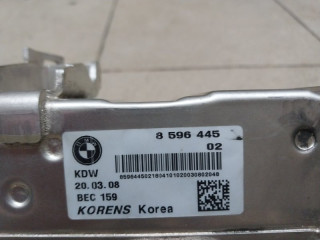 8 596 445
02
KDW
20.03.08
BEC 159
KORENS Korea